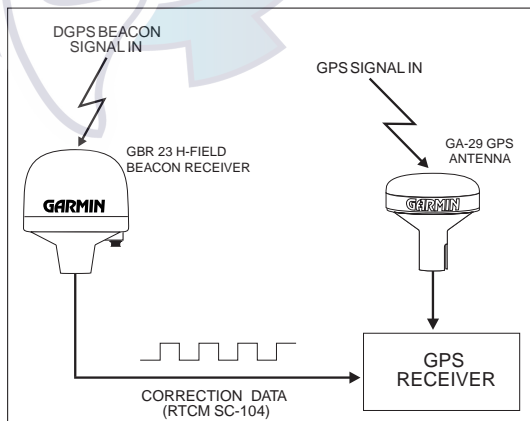 DGPS BEACON
SIGNAL IN
GPS SIGNAL IN
GBR 23 H-FIELD
BEACON RECEIVER
GA-29 GPS
ANTENNA
GARMIN
GARMIN
GPS
RECEIVER
CORRECTION DATA
(RTCM SC-104)